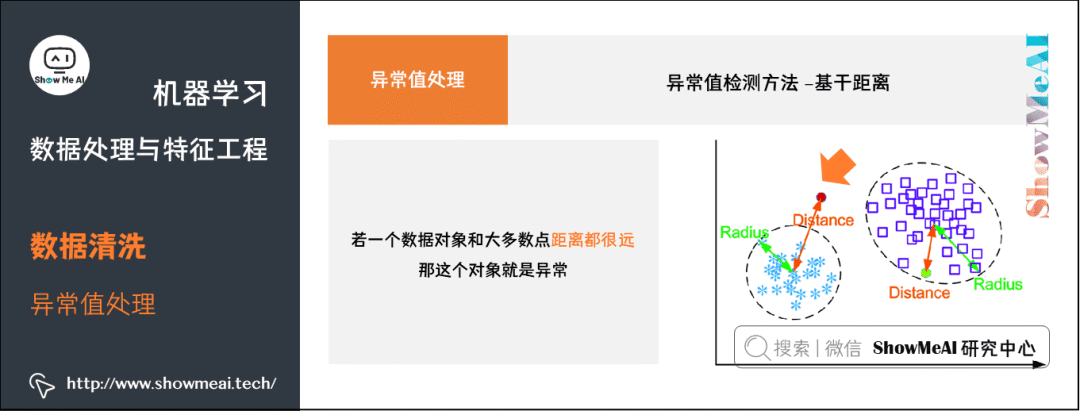 Show Me AI
机器学习
数据处理与特征工程
数据清洗
异常值处理
http://www.showmeai.tech/
异常值处理
异常值检测方法 –基于距离
若一个数据对象和大多数点距离都很远
那这个对象就是异常
ShowMeAI
Distance
Radius
Distance
Radius
搜索 | 微信 ShowMeAI 研究中心